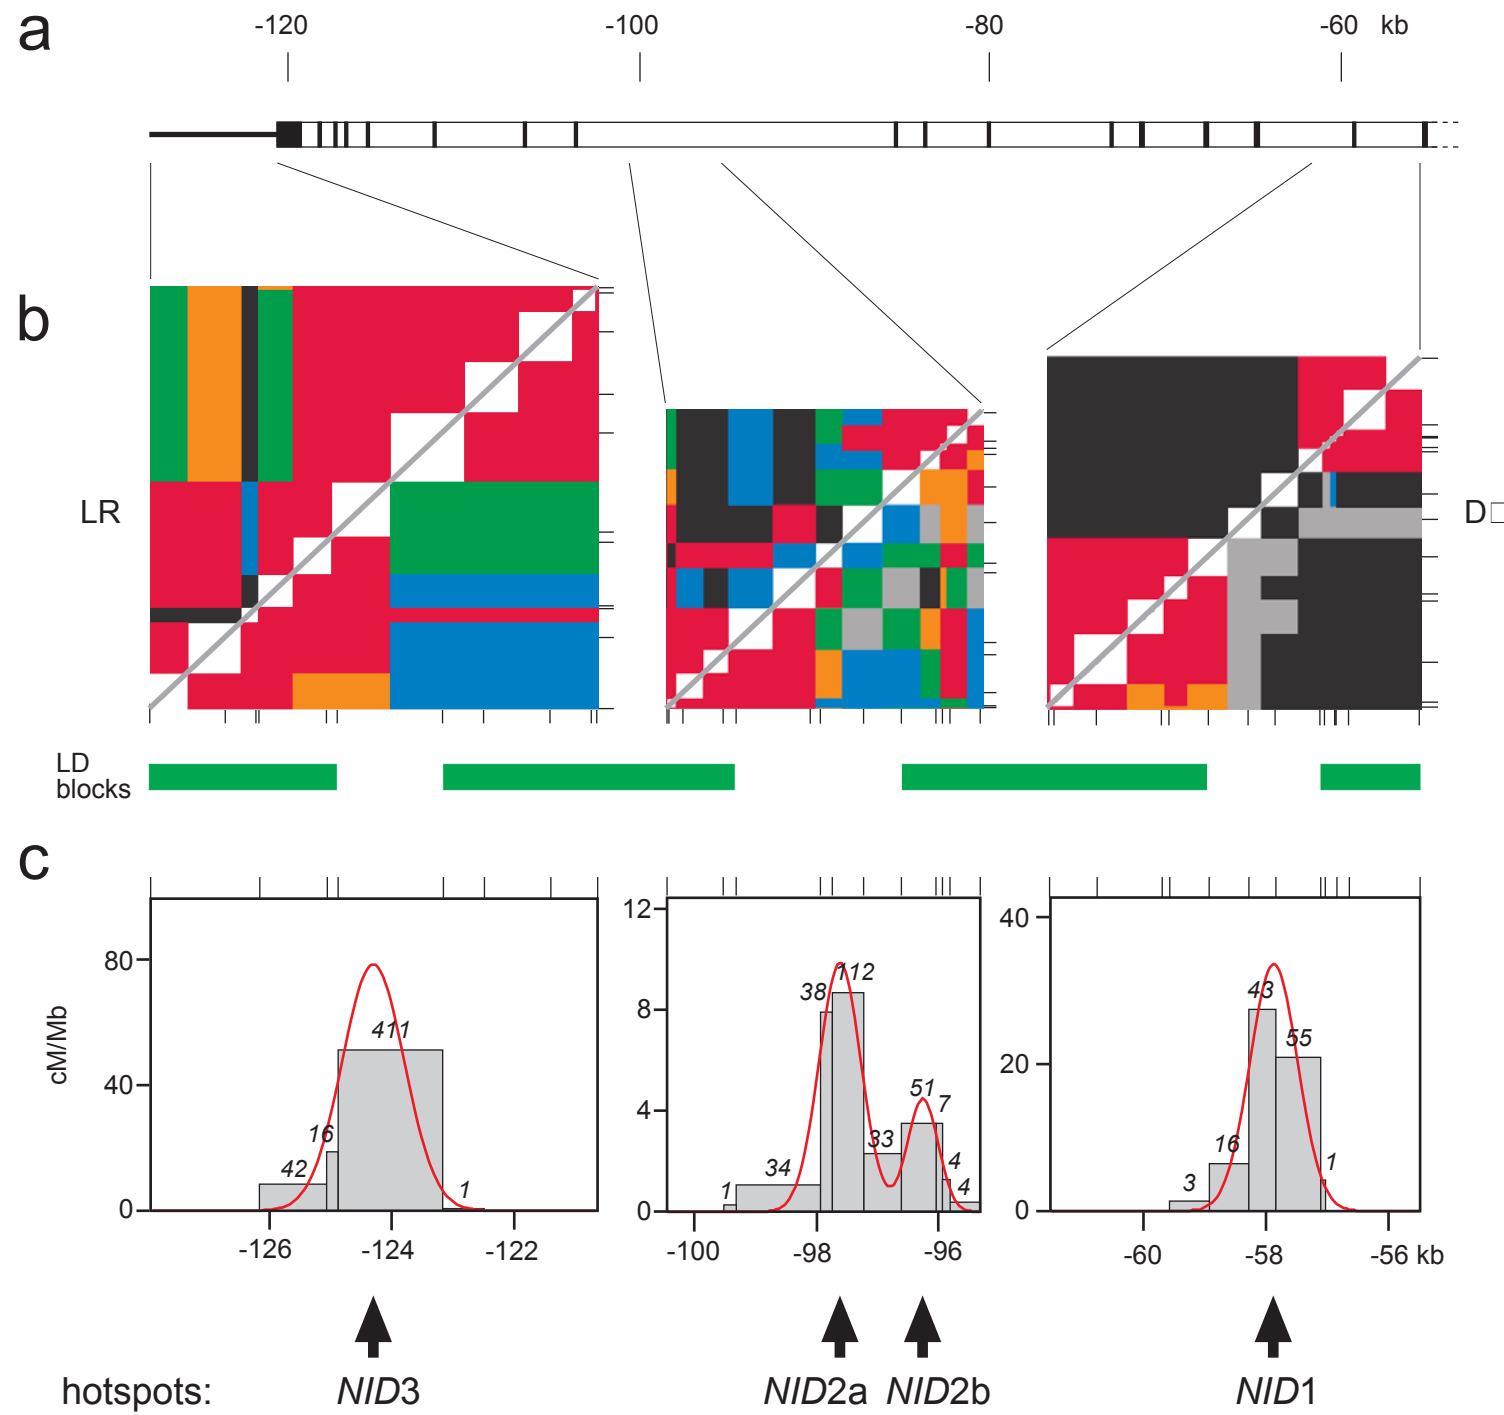 a
-120 -100 -80 -60 kb
b
LR
D□
LD
blocks
c
cM/Mb
80
40
0
42 16 411 1
-126 -124 -122
12
8
4
0
1 34 38 112 33 51 7 4 4
-100 -98 -96
40
20
0
3 16 43 55 1
-60 -58 -56 kb
hotspots: NID3 NID2a NID2b NID1